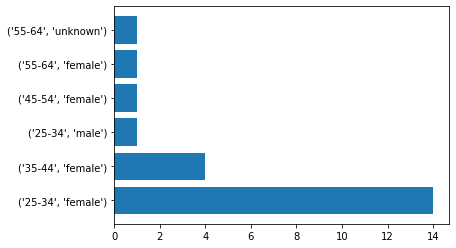 ('55-64', 'unknown')
('55-64', 'female')
('45-54', 'female')
('25-34', 'male')
('35-44', 'female')
('25-34', 'female')
0 2 4 6 8 10 12 14